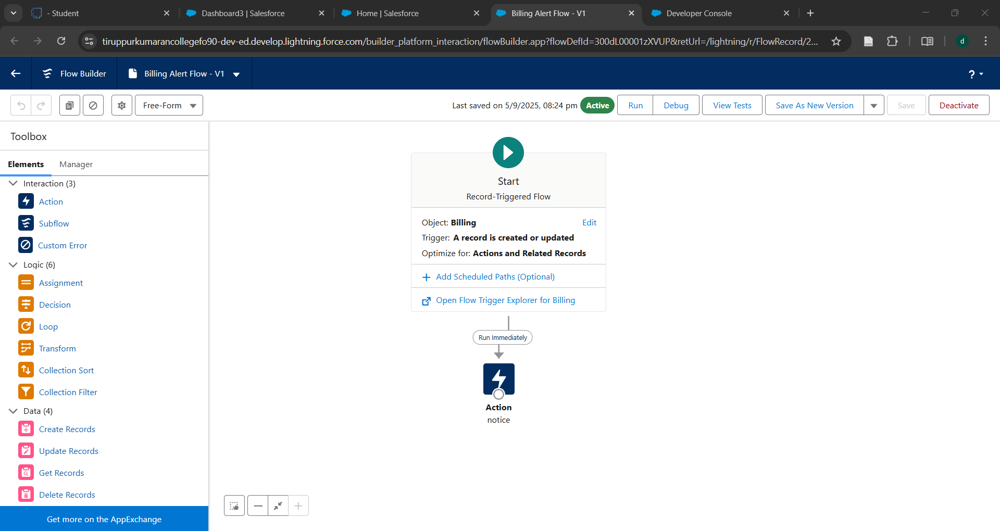 - Student
Dashboard3 | Salesforce
Home | Salesforce
Billing Alert Flow - V1
Developer Console
tiruppurkumarancollegefo90-dev-ed.develop.lightning.force.com/builder_platform_interaction/flowBuilder.app?flowDefId=300dL00001zXVUP&retUrl=/lightning/r/FlowRecord/2...
d
Flow Builder
Billing Alert Flow - V1
?
Free-Form
Last saved on 5/9/2025, 08:24 pm
Active
Run
Debug
View Tests
Save As New Version
Save
Deactivate
Toolbox
Elements
Manager
Interaction (3)
Action
Subflow
Custom Error
Logic (6)
Assignment
Decision
Loop
Transform
Collection Sort
Collection Filter
Data (4)
Create Records
Update Records
Get Records
Delete Records
Get more on the AppExchange
Start
Record-Triggered Flow
Object: Billing
Edit
Trigger: A record is created or updated
Optimize for: Actions and Related Records
Add Scheduled Paths (Optional)
Open Flow Trigger Explorer for Billing
Run Immediately
Action
notice